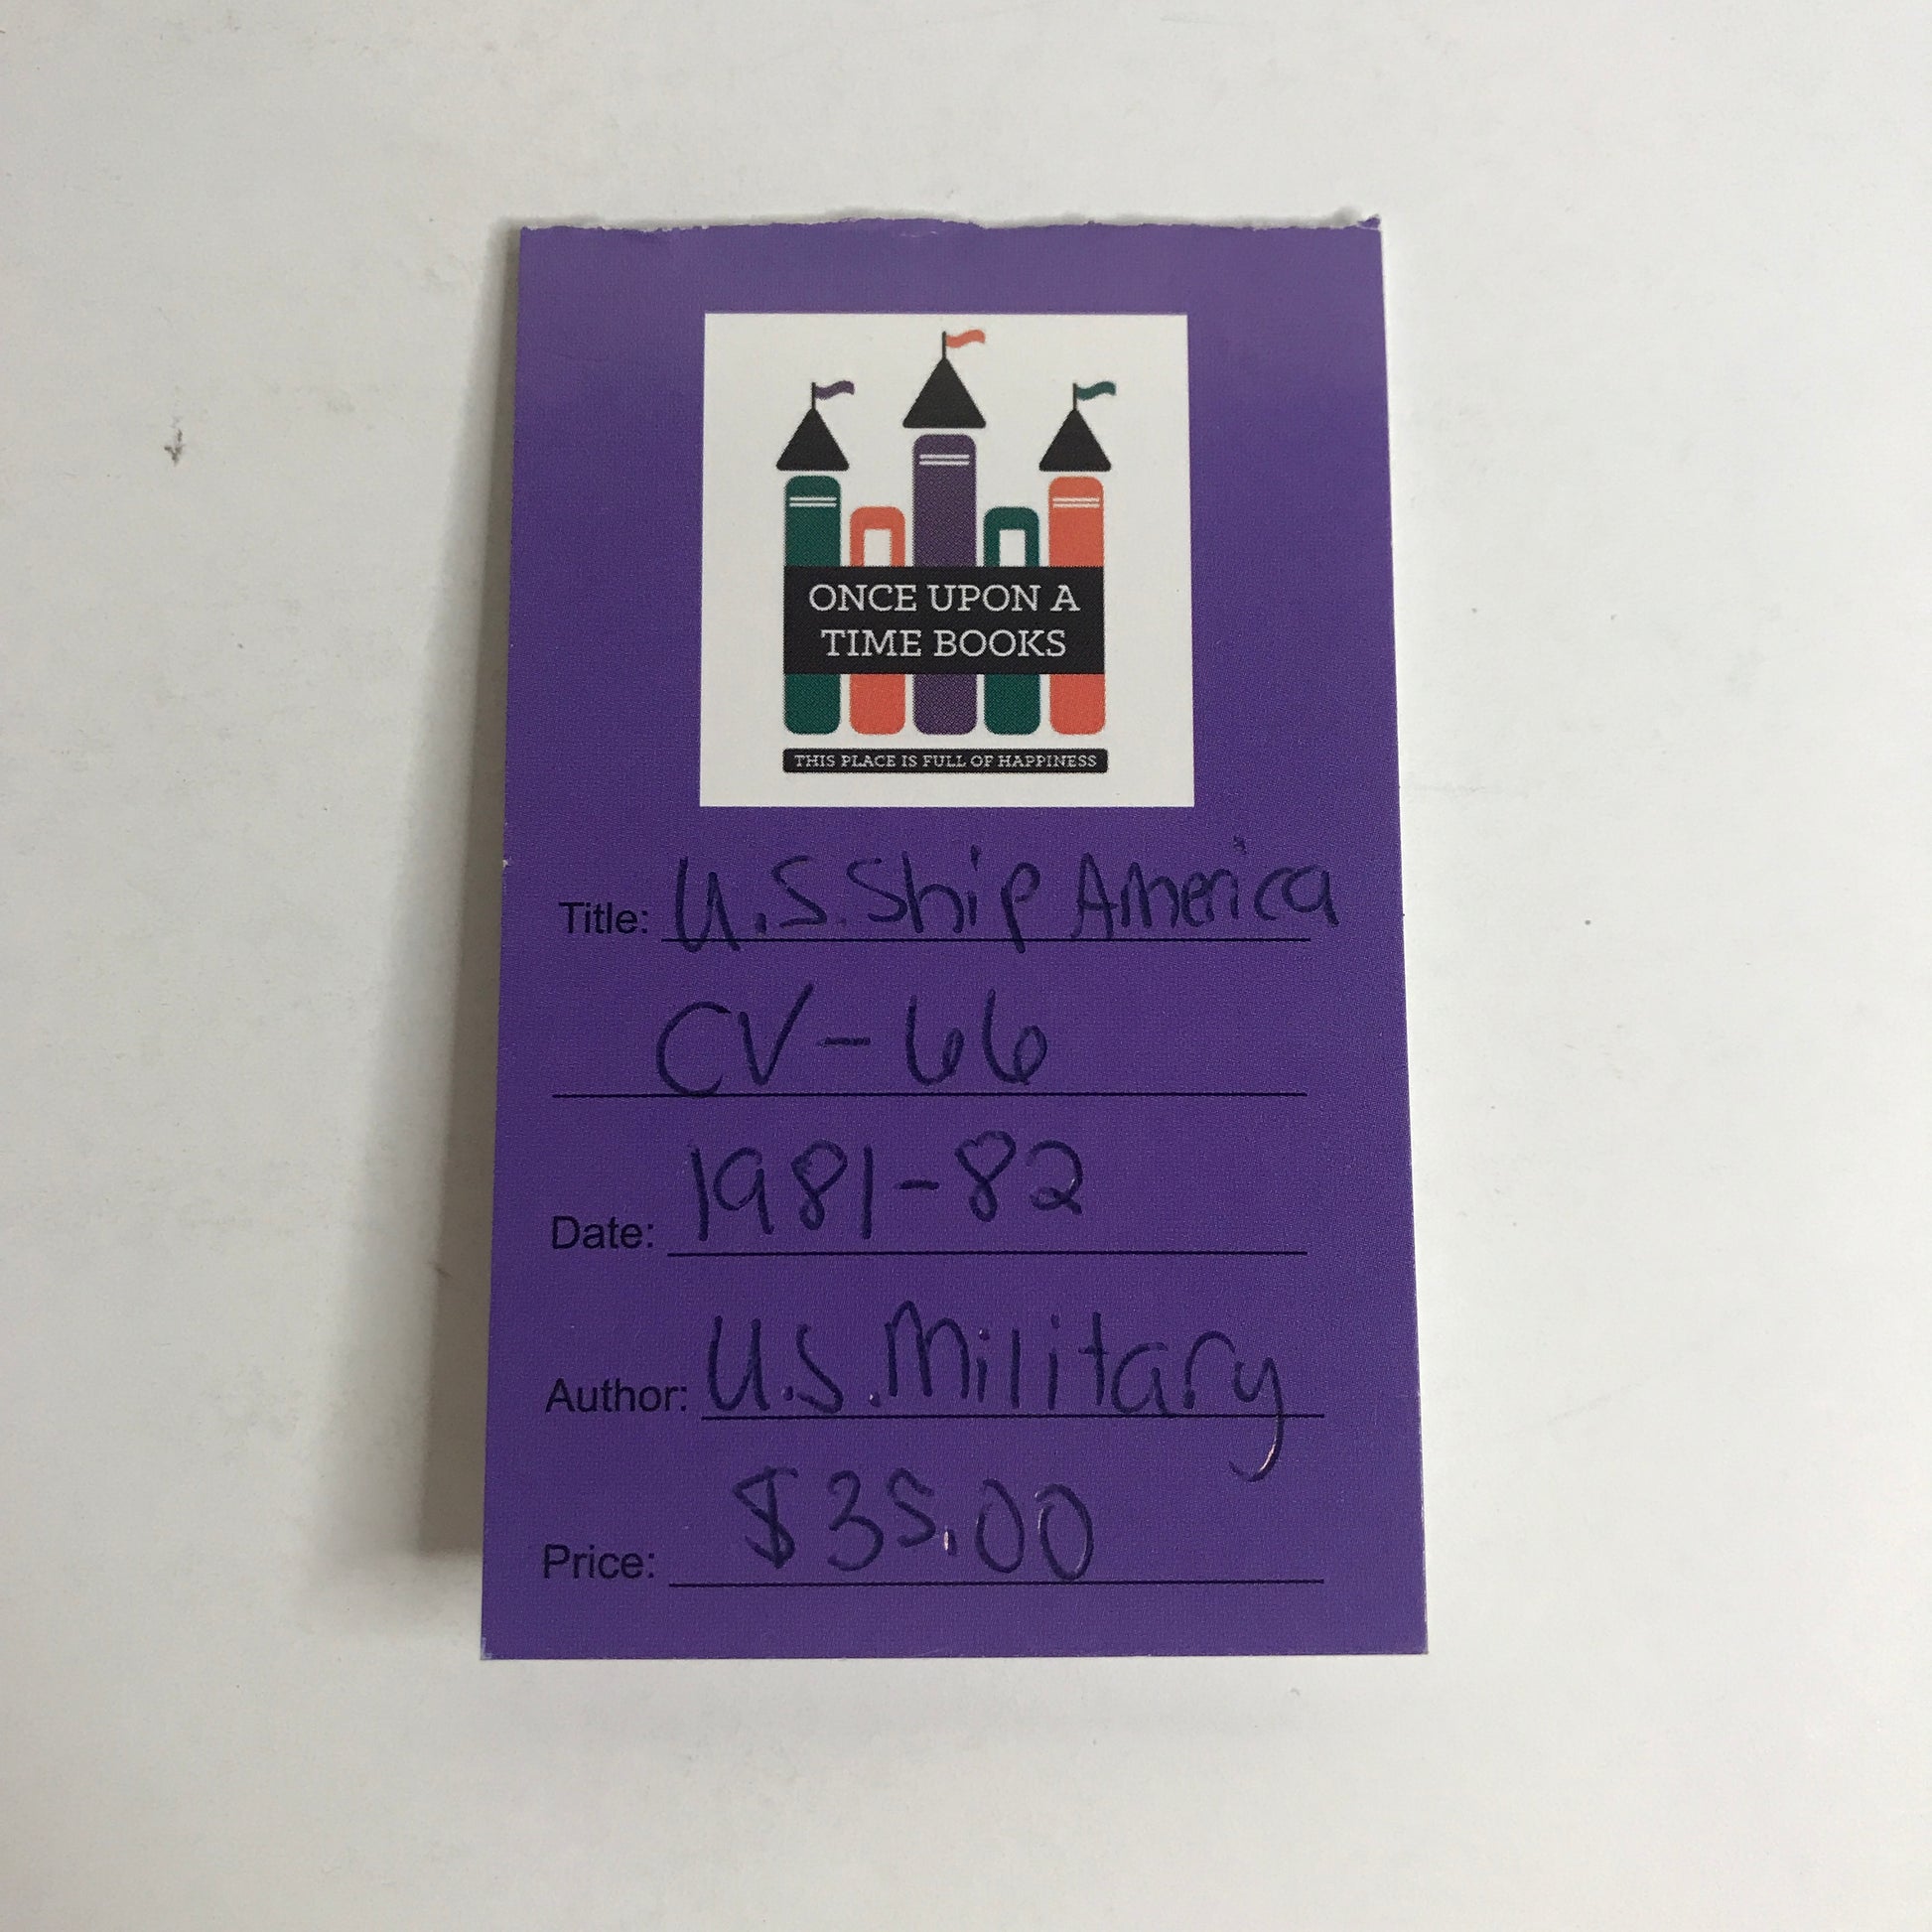 ONCE UPON A
TIME BOOKS
THIS PLACE IS FULL OF HAPPINESS
Title: U.S. Ship America
CV-66
Date: 1981-82
Author: U.S. Military
Price: $35.00